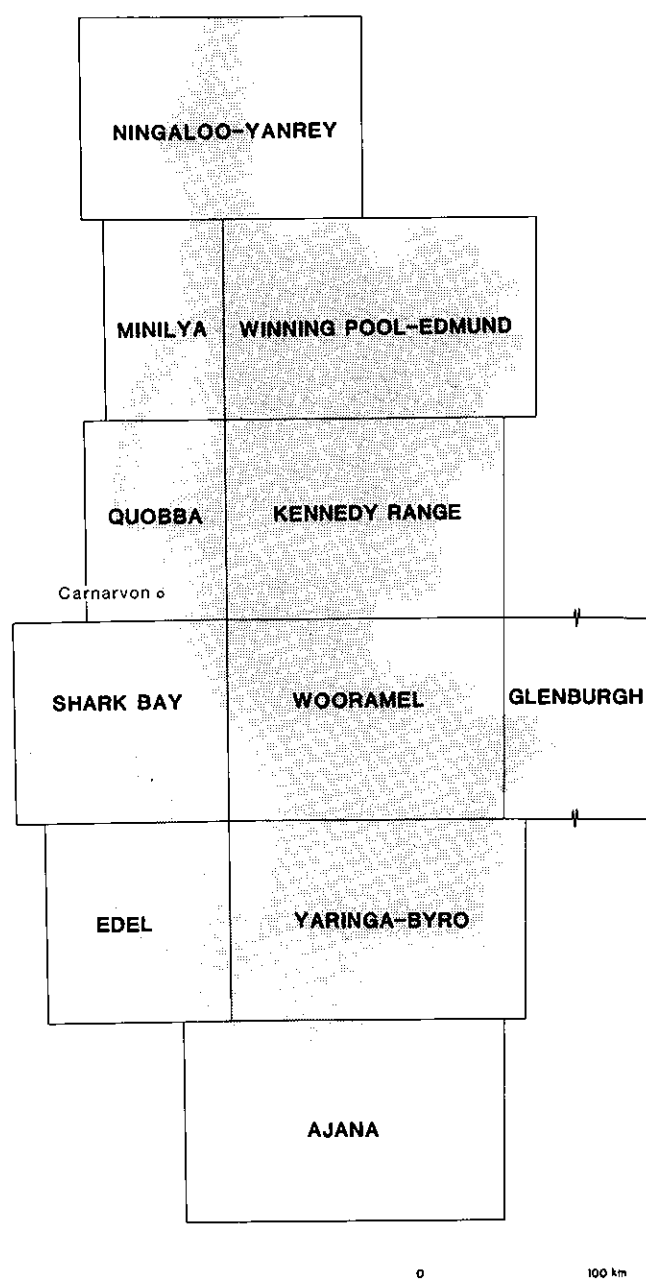 NINGALOO–YANREY
MINILYA
WINNING POOL–EDMUND
QUOBBA
KENNEDY RANGE
Carnarvon
SHARK BAY
WOORAMEL
GLENBURGH
EDEL
YARINGA–BYRO
AJANA
0
100 km